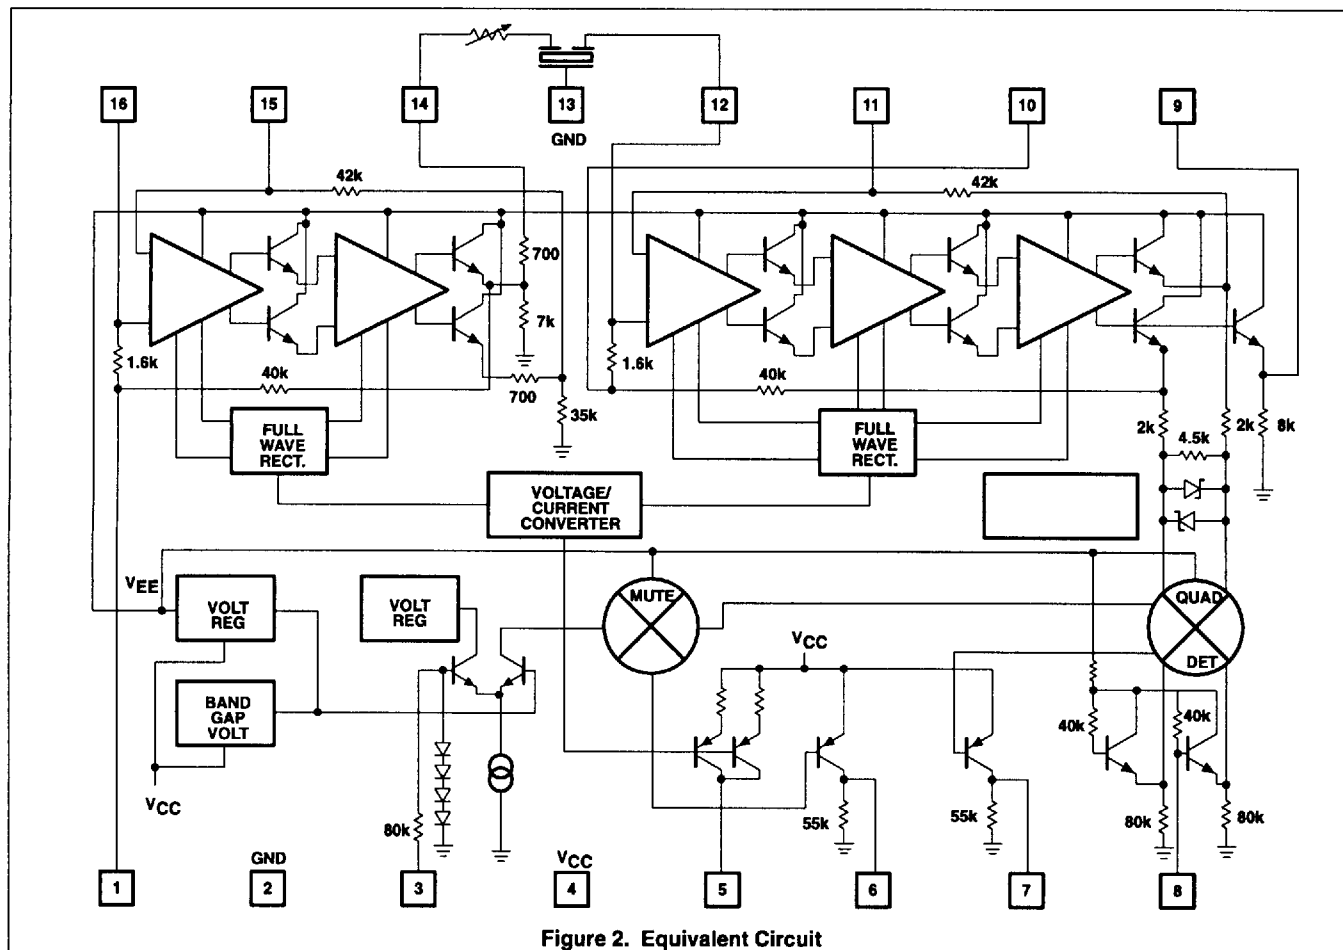 16
15
14
13
12
11
10
9
GND
42k
42k
700
7k
1.6k
40k
700
35k
1.6k
40k
2k
4.5k
2k
8k
FULL
WAVE
RECT.
FULL
WAVE
RECT.
VOLTAGE/
CURRENT
CONVERTER
VEE
VOLT
REG
VOLT
REG
MUTE
QUAD
DET
VCC
BAND
GAP
VOLT
VCC
40k
40k
80k
55k
55k
80k
80k
GND
VCC
1
2
3
4
5
6
7
8
Figure 2. Equivalent Circuit